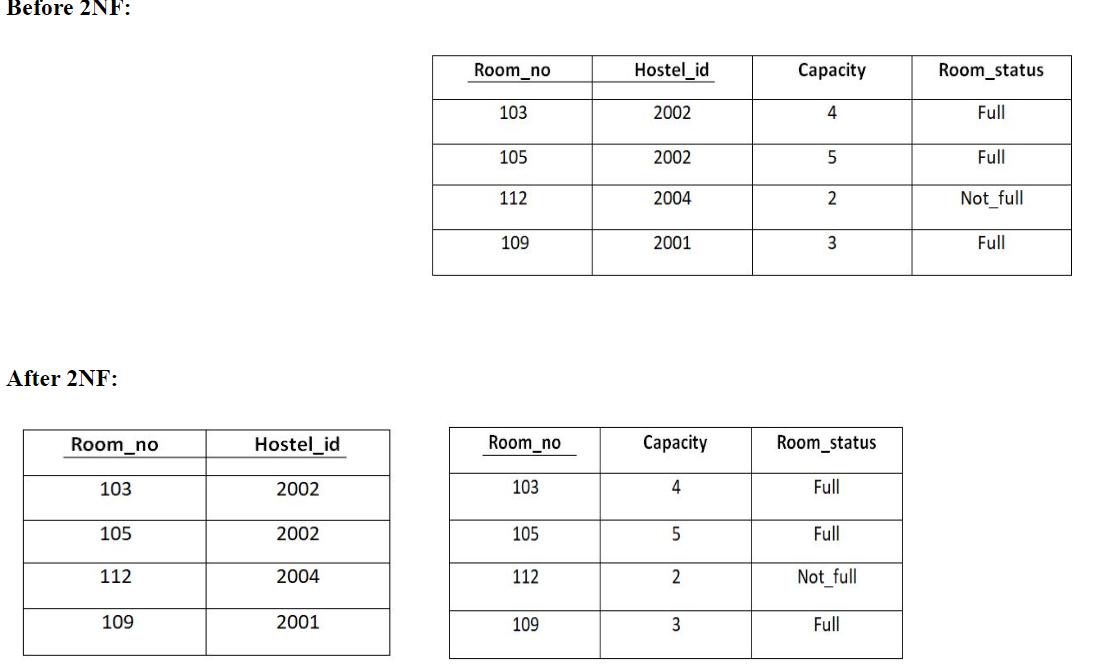 Before 2NF:
Room_no Hostel_id Capacity Room_status
103 2002 4 Full
105 2002 5 Full
112 2004 2 Not_full
109 2001 3 Full
After 2NF:
Room_no Hostel_id
103 2002
105 2002
112 2004
109 2001
Room_no Capacity Room_status
103 4 Full
105 5 Full
112 2 Not_full
109 3 Full